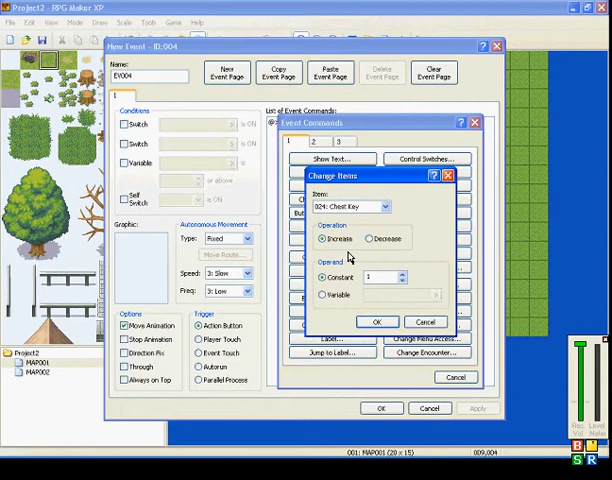 Project2 - RPG Maker XP
File Edit View Mode Draw Scale Tools Game Help
New Event - ID:004
Name:
EV004
New Event Page
Copy Event Page
Paste Event Page
Delete Event Page
Clear Event Page
1
Conditions
Switch is ON
Switch is ON
Variable is
or above
Self Switch is ON
Graphic:
Autonomous Movement
Type: Fixed
Move Route...
Speed: 3: Slow
Freq: 3: Low
Options
Move Animation
Stop Animation
Direction Fix
Through
Always on Top
Trigger
Action Button
Player Touch
Event Touch
Autorun
Parallel Process
List of Event Commands:
@>
Event Commands
1 2 3
Show Text...
Control Switches...
Change Items
Item:
024: Chest Key
Operation
Increase Decrease
Operand
Constant 1
Variable
OK Cancel
Label...
Change Menu Access...
Jump to Label...
Change Encounter...
Cancel
OK Cancel Apply
Project2
MAP001
MAP002
001: MAP001 (20 x 15)
009,004
Rec. Vol
Level Meter
B
S R